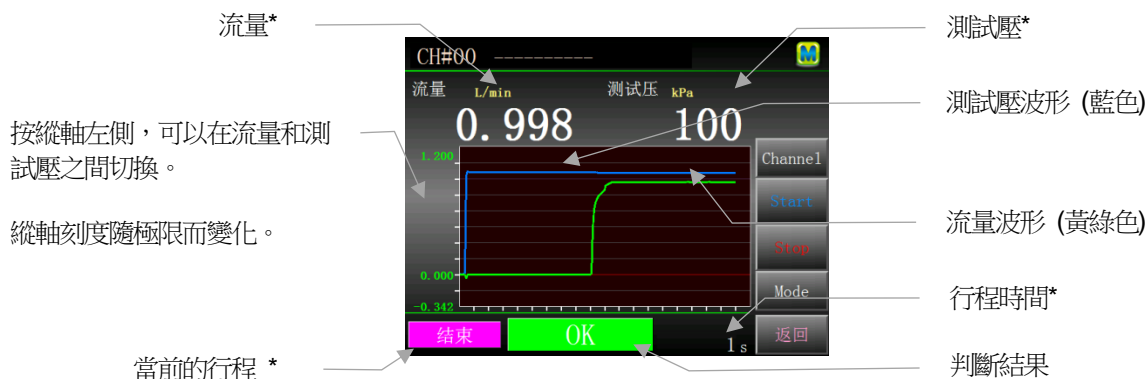 流量*
測試壓*
CH#00 ----------
M
流量 L/min 测试压 kPa
0.998 100
測試壓波形 (藍色)
按縱軸左側，可以在流量和測
試壓之間切換。
1.200
Channel
Start
縱軸刻度隨極限而變化。
流量波形 (黃綠色)
Stop
0.000
Mode
-0.342
行程時間*
结束 OK 1 s 返回
當前的行程 *
判斷結果